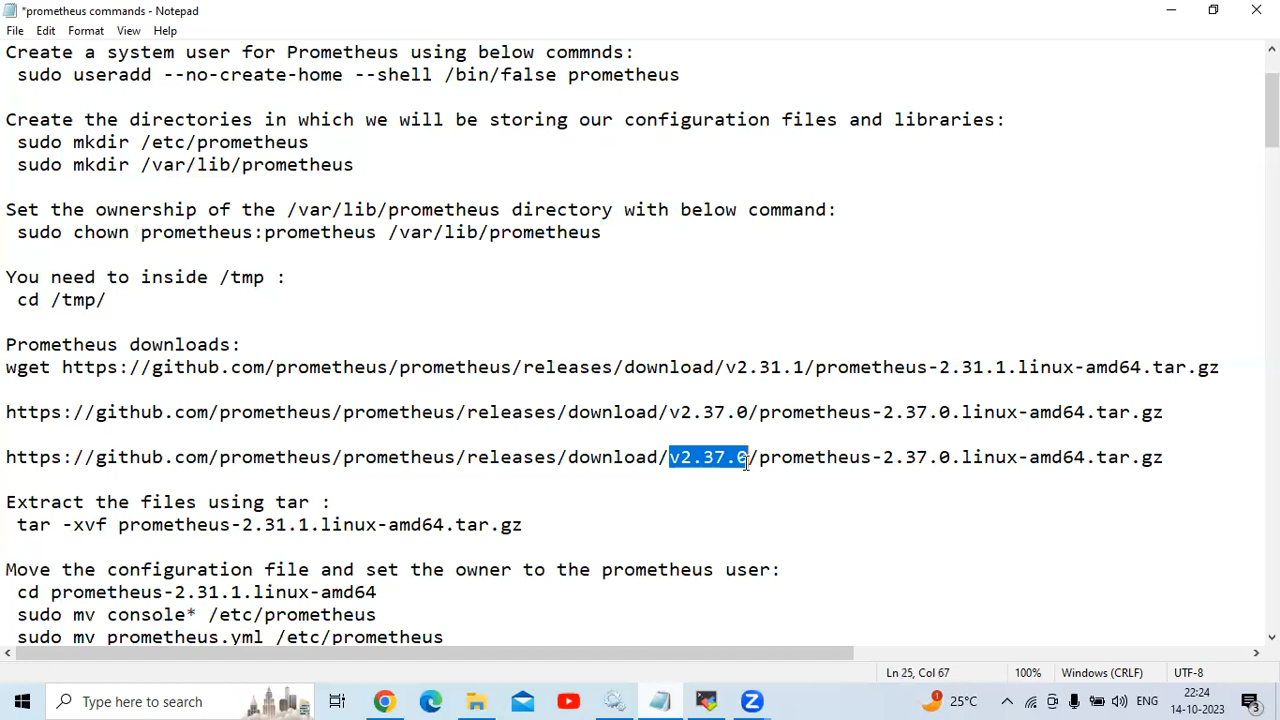 *prometheus commands - Notepad
File Edit Format View Help
Create a system user for Prometheus using below commnds:
sudo useradd --no-create-home --shell /bin/false prometheus
Create the directories in which we will be storing our configuration files and libraries:
sudo mkdir /etc/prometheus
sudo mkdir /var/lib/prometheus
Set the ownership of the /var/lib/prometheus directory with below command:
sudo chown prometheus:prometheus /var/lib/prometheus
You need to inside /tmp :
cd /tmp/
Prometheus downloads:
wget https://github.com/prometheus/prometheus/releases/download/v2.31.1/prometheus-2.31.1.linux-amd64.tar.gz
https://github.com/prometheus/prometheus/releases/download/v2.37.0/prometheus-2.37.0.linux-amd64.tar.gz
https://github.com/prometheus/prometheus/releases/download/v2.37.0/prometheus-2.37.0.linux-amd64.tar.gz
Extract the files using tar :
tar -xvf prometheus-2.31.1.linux-amd64.tar.gz
Move the configuration file and set the owner to the prometheus user:
cd prometheus-2.31.1.linux-amd64
sudo mv console* /etc/prometheus
sudo mv prometheus.yml /etc/prometheus
Ln 25, Col 67 100% Windows (CRLF) UTF-8
Type here to search 1 25°C ENG 22:24 3
14-10-2023